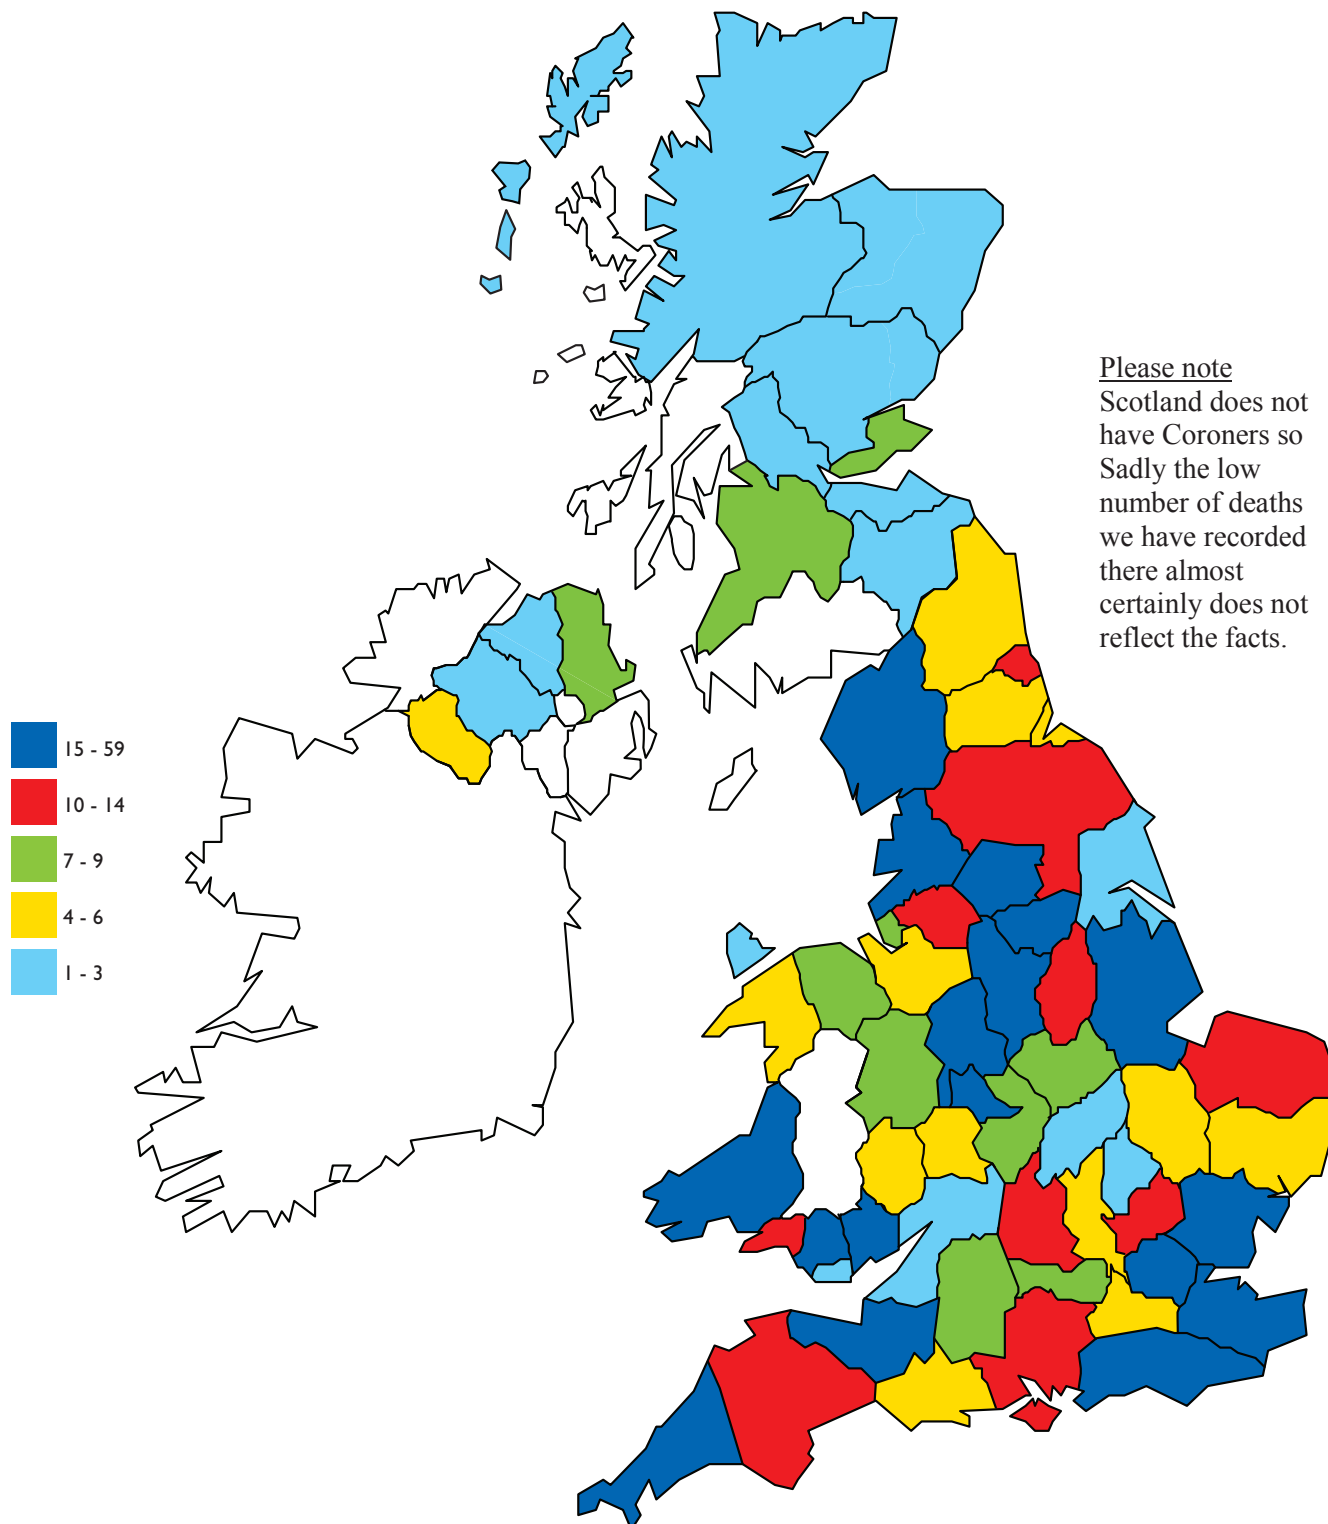 Please note
Scotland does not
have Coroners so
Sadly the low
number of deaths
we have recorded
there almost
certainly does not
reflect the facts.
15 - 59
10 - 14
7 - 9
4 - 6
1 - 3